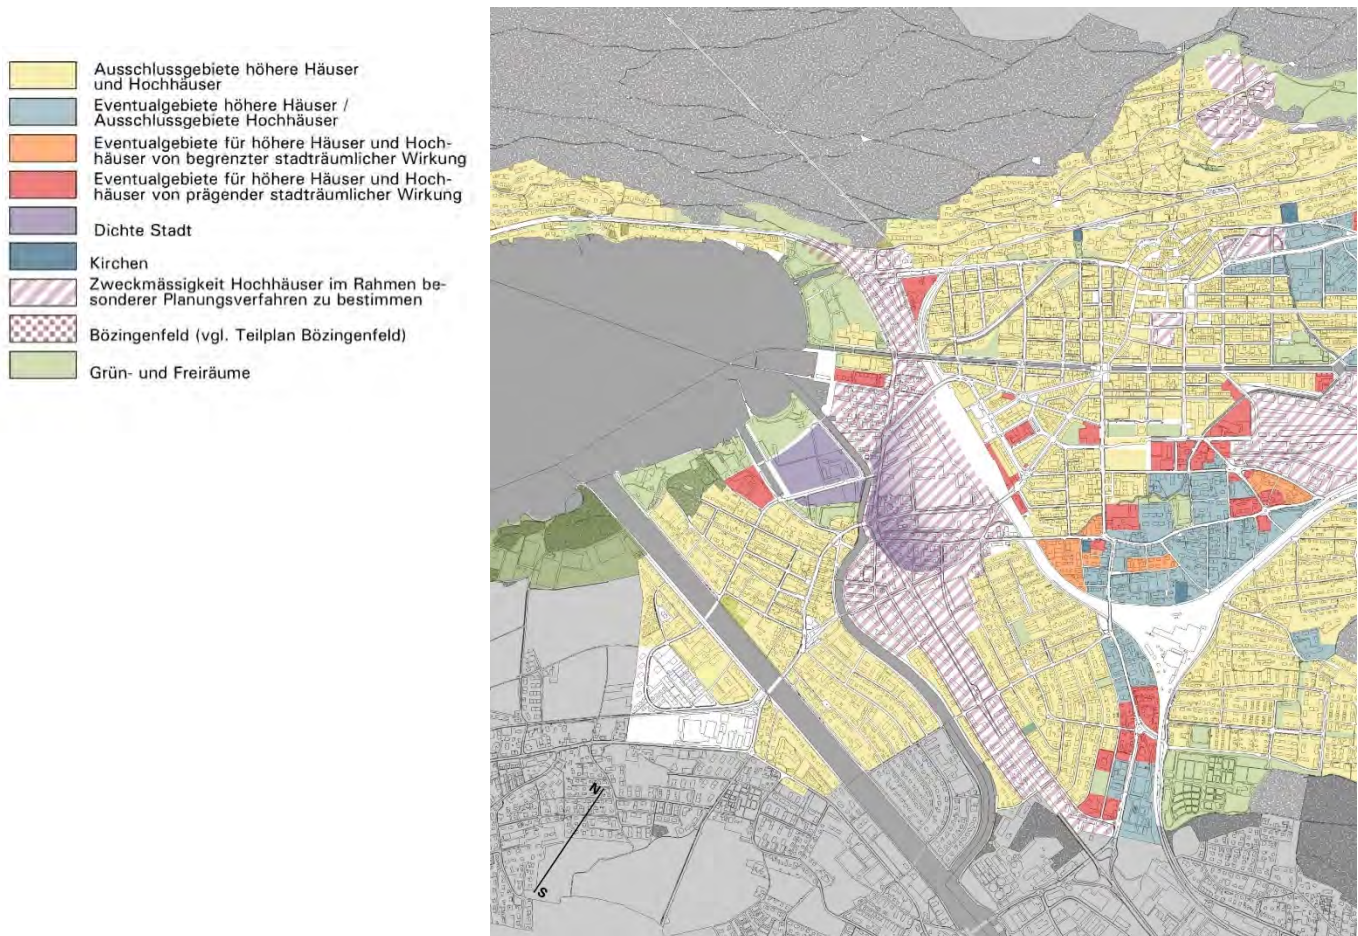 Ausschlussgebiete höhere Häuser
und Hochhäuser
Eventualgebiete höhere Häuser /
Ausschlussgebiete Hochhäuser
Eventualgebiete für höhere Häuser und Hoch-
häuser von begrenzter stadträumlicher Wirkung
Eventualgebiete für höhere Häuser und Hoch-
häuser von prägender stadträumlicher Wirkung
Dichte Stadt
Kirchen
Zweckmässigkeit Hochhäuser im Rahmen be-
sonderer Planungsverfahren zu bestimmen
Bözingenfeld (vgl. Teilplan Bözingenfeld)
Grün- und Freiräume
N
S